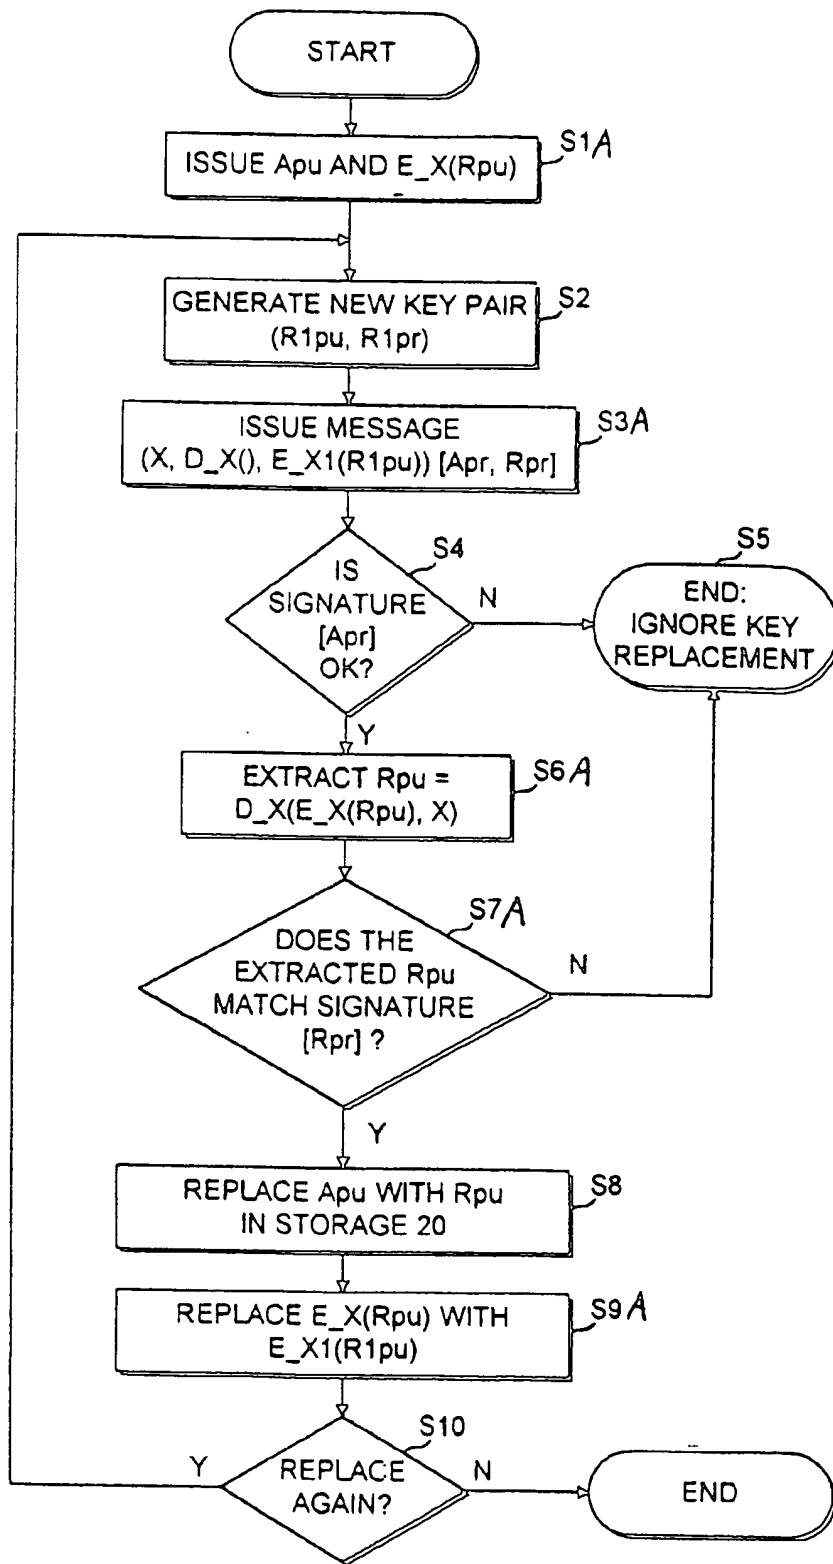 START
S1A
ISSUE Apu AND E_X(Rpu)
S2
GENERATE NEW KEY PAIR
(R1pu, R1pr)
S3A
ISSUE MESSAGE
(X, D_X(), E_X1(R1pu)) [Apr, Rpr]
S4
IS
SIGNATURE
[Apr]
OK?
N
Y
S5
END:
IGNORE KEY
REPLACEMENT
S6A
EXTRACT Rpu =
D_X(E_X(Rpu), X)
S7A
DOES THE
EXTRACTED Rpu
MATCH SIGNATURE
[Rpr] ?
N
Y
S8
REPLACE Apu WITH Rpu
IN STORAGE 20
S9A
REPLACE E_X(Rpu) WITH
E_X1(R1pu)
S10
Y
REPLACE
AGAIN?
N
END